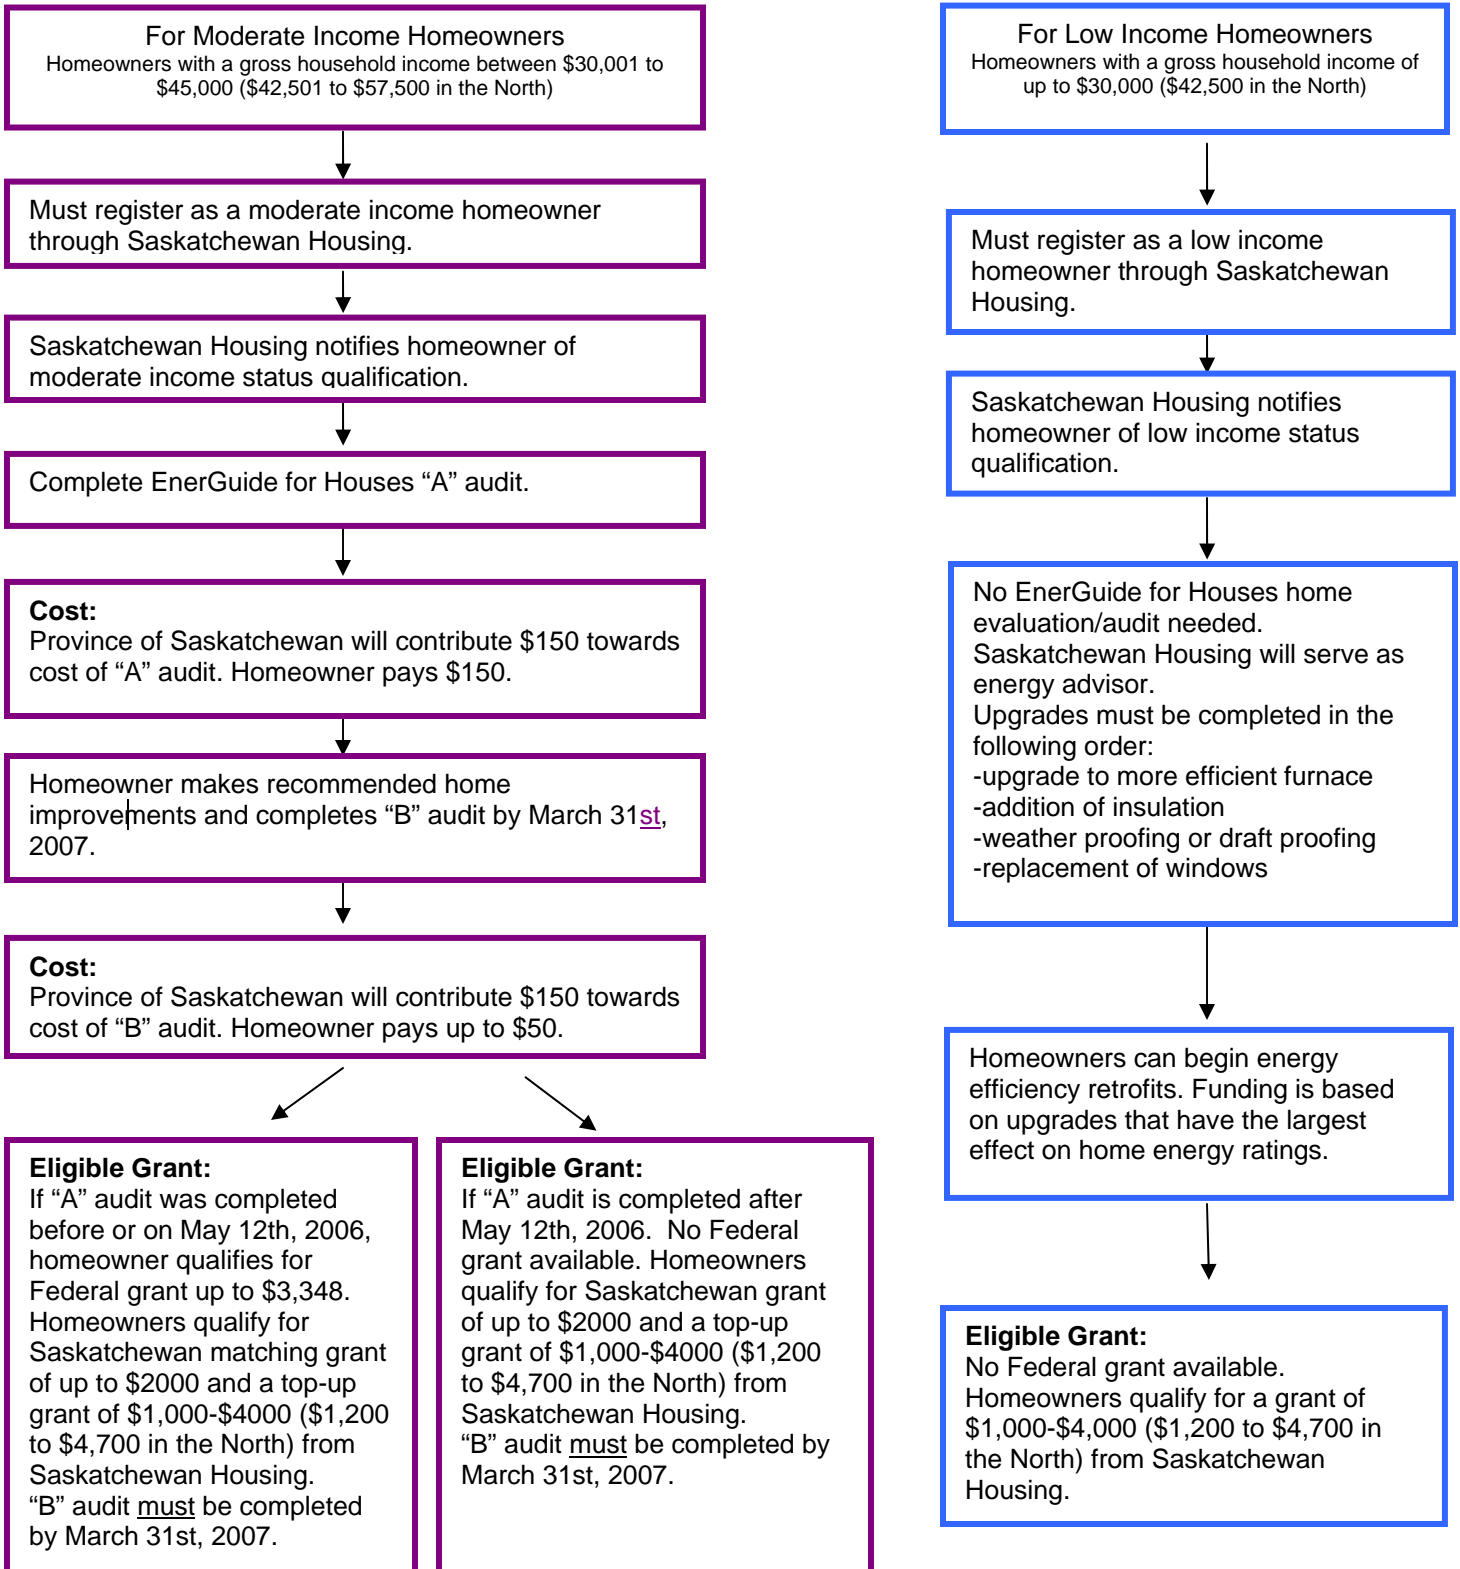 For Moderate Income Homeowners
Homeowners with a gross household income between $30,001 to
$45,000 ($42,501 to $57,500 in the North)
Must register as a moderate income homeowner
through Saskatchewan Housing.
Saskatchewan Housing notifies homeowner of
moderate income status qualification.
Complete EnerGuide for Houses “A” audit.
Cost:
Province of Saskatchewan will contribute $150 towards
cost of “A” audit. Homeowner pays $150.
Homeowner makes recommended home
improvements and completes “B” audit by March 31st,
2007.
Cost:
Province of Saskatchewan will contribute $150 towards
cost of “B” audit. Homeowner pays up to $50.
Eligible Grant:
If “A” audit was completed
before or on May 12th, 2006,
homeowner qualifies for
Federal grant up to $3,348.
Homeowners qualify for
Saskatchewan matching grant
of up to $2000 and a top-up
grant of $1,000-$4000 ($1,200
to $4,700 in the North) from
Saskatchewan Housing.
“B” audit must be completed
by March 31st, 2007.
Eligible Grant:
If “A” audit is completed after
May 12th, 2006.  No Federal
grant available. Homeowners
qualify for Saskatchewan grant
of up to $2000 and a top-up
grant of $1,000-$4000 ($1,200
to $4,700 in the North) from
Saskatchewan Housing.
“B” audit must be completed by
March 31st, 2007.
For Low Income Homeowners
Homeowners with a gross household income of
up to $30,000 ($42,500 in the North)
Must register as a low income
homeowner through Saskatchewan
Housing.
Saskatchewan Housing notifies
homeowner of low income status
qualification.
No EnerGuide for Houses home
evaluation/audit needed.
Saskatchewan Housing will serve as
energy advisor.
Upgrades must be completed in the
following order:
-upgrade to more efficient furnace
-addition of insulation
-weather proofing or draft proofing
-replacement of windows
Homeowners can begin energy
efficiency retrofits. Funding is based
on upgrades that have the largest
effect on home energy ratings.
Eligible Grant:
No Federal grant available.
Homeowners qualify for a grant of
$1,000-$4,000 ($1,200 to $4,700 in
the North) from Saskatchewan
Housing.